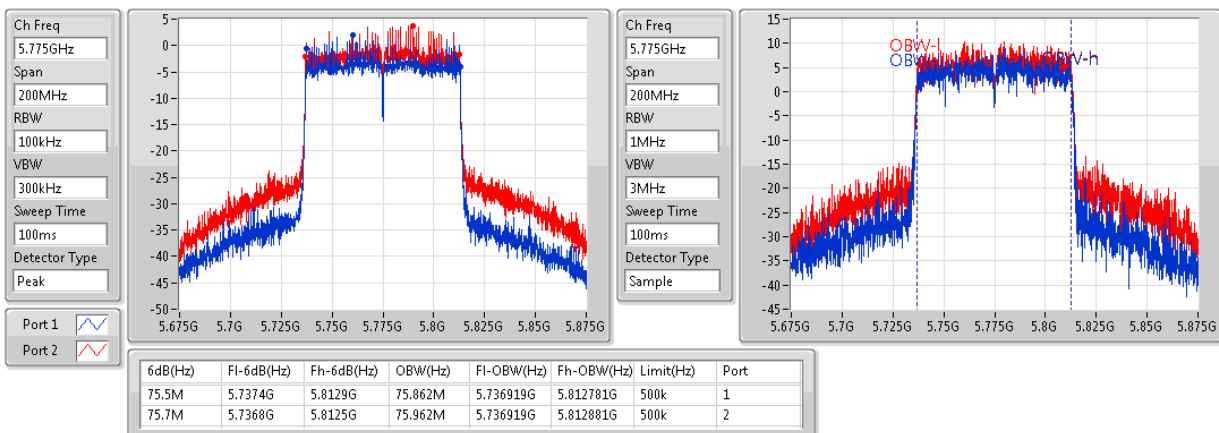 Ch Freq
5.775GHz
Span
200MHz
RBW
100kHz
VBW
300kHz
Sweep Time
100ms
Detector Type
Peak
Port 1
Port 2
5
0
-5
-10
-15
-20
-25
-30
-35
-40
-45
-50
5.675G 5.7G 5.725G 5.75G 5.775G 5.8G 5.825G 5.85G 5.875G
Ch Freq
5.775GHz
Span
200MHz
RBW
1MHz
VBW
3MHz
Sweep Time
100ms
Detector Type
Sample
15
10
5
0
-5
-10
-15
-20
-25
-30
-35
-40
-45
OBW-l
OBW-h
5.675G 5.7G 5.725G 5.75G 5.775G 5.8G 5.825G 5.85G 5.875G
6dB(Hz) Fl-6dB(Hz) Fh-6dB(Hz) OBW(Hz) Fl-OBW(Hz) Fh-OBW(Hz) Limit(Hz) Port
75.5M 5.7374G 5.8129G 75.862M 5.736919G 5.812781G 500k 1
75.7M 5.7368G 5.8125G 75.962M 5.736919G 5.812881G 500k 2